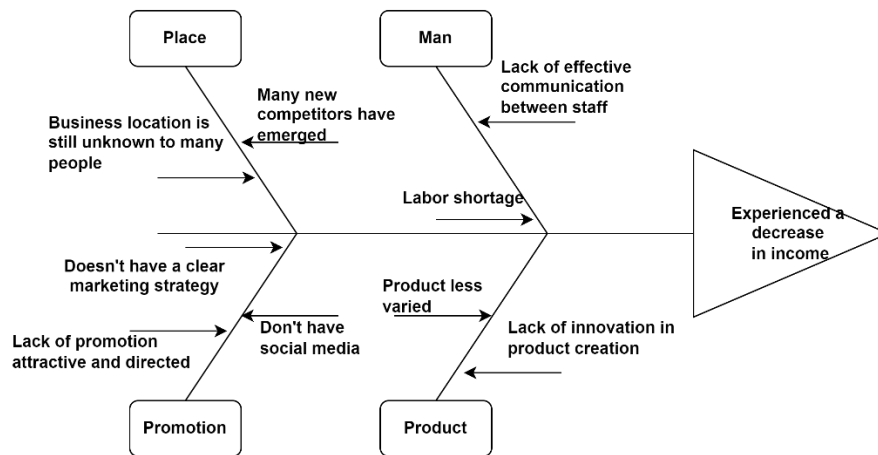 Place
Man
Many new
competitors have
emerged
Lack of effective
communication
between staff
Business location is
still unknown to many
people
Labor shortage
Experienced a
decrease
in income
Doesn't have a clear
marketing strategy
Product less
varied
Lack of promotion
attractive and directed
Don't have
social media
Lack of innovation in
product creation
Promotion
Product